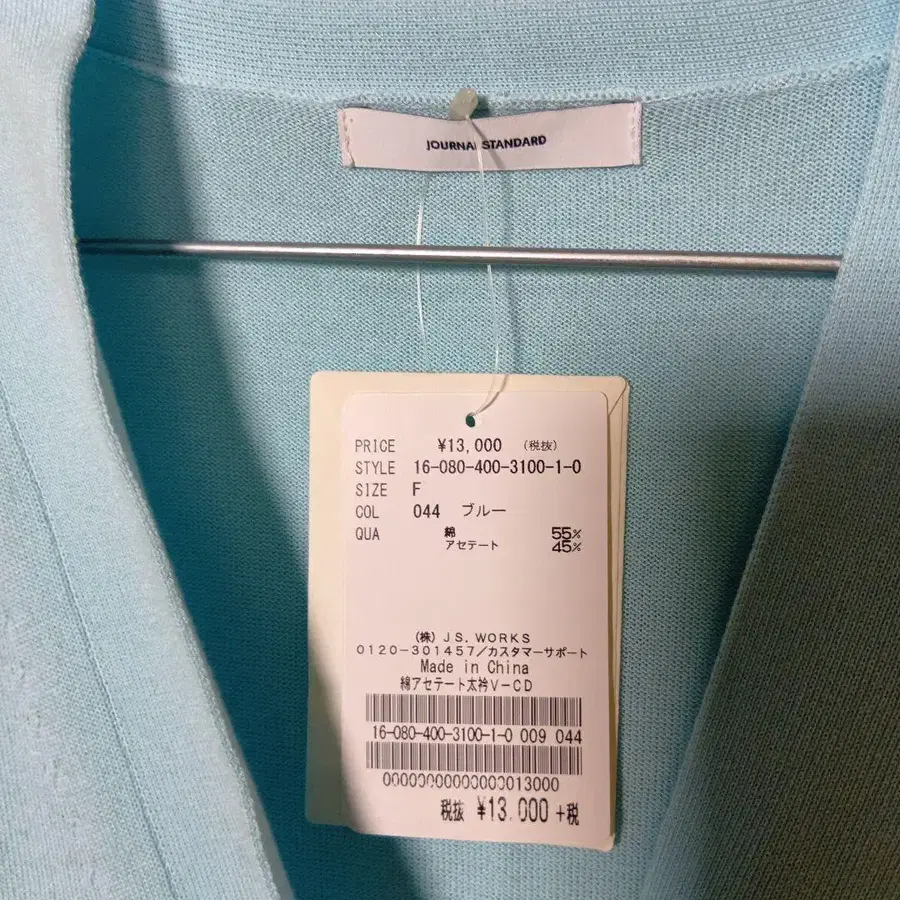 JOURNAL STANDARD
PRICE ¥13,000 (税抜)
STYLE 16-080-400-3100-1-0
SIZE F
COL 044 ブルー
QUA 綿 55%
アセテート 45%
(株)JS.WORKS
0120-301457/カスタマーサポート
Made in China
綿アセテート太衿V-CD
16-080-400-3100-1-0 009 044
00000000000000013000
税抜 ¥13,000 +税